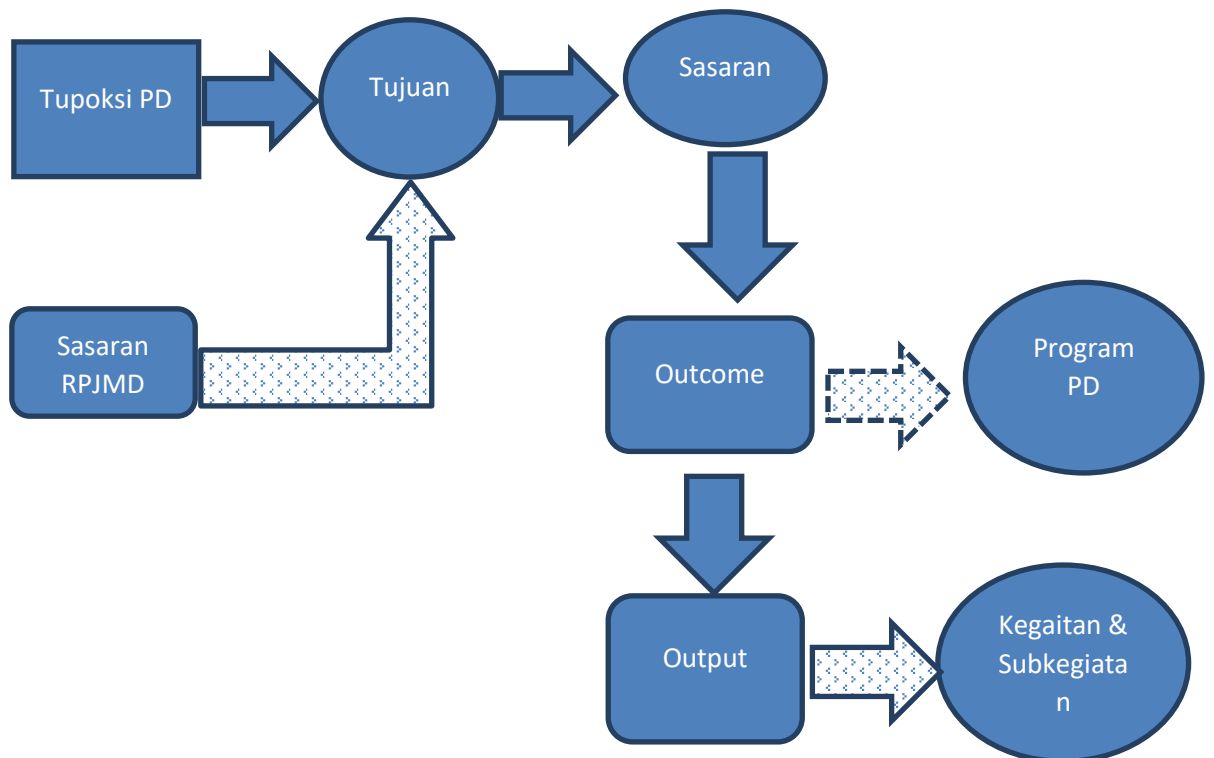 Tupoksi PD
Tujuan
Sasaran
Sasaran
RPJMD
Outcome
Program
PD
Output
Kegaitan &
Subkegiata
n